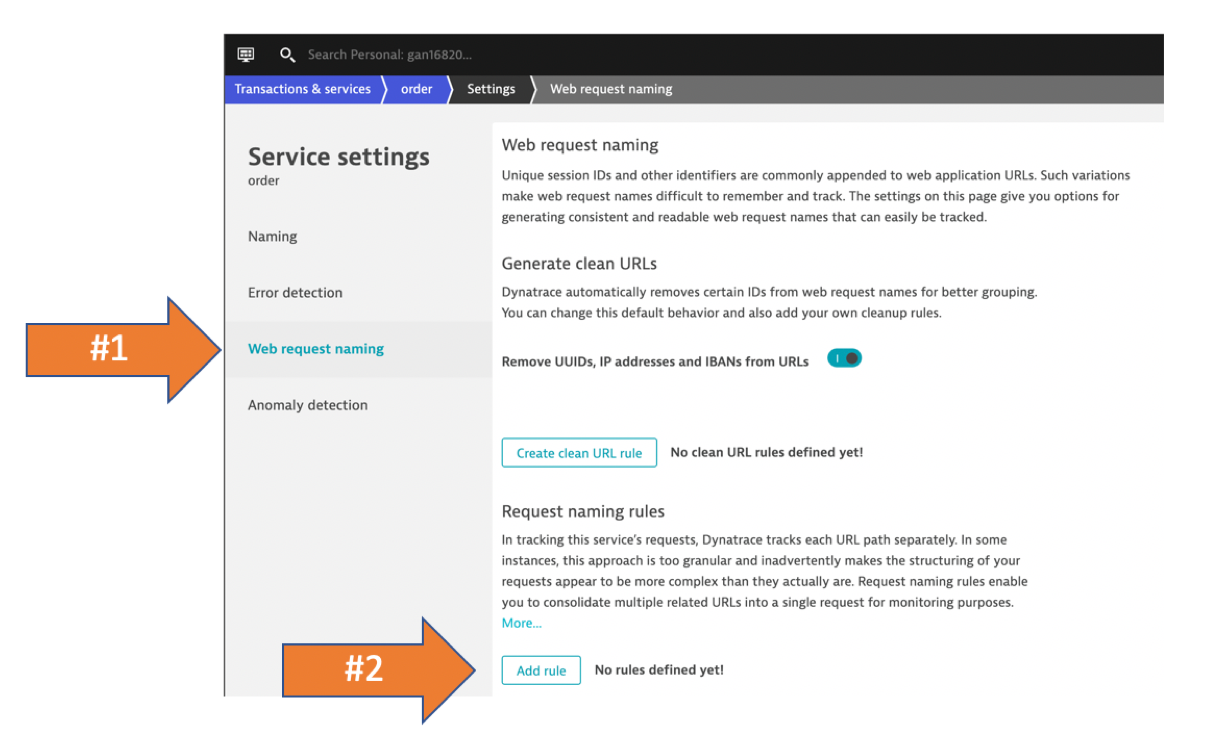 Search Personal: gan16820...
Transactions & services order Settings Web request naming
Service settings
order
Naming
Error detection
Web request naming
Anomaly detection
#1
Web request naming
Unique session IDs and other identifiers are commonly appended to web application URLs. Such variations
make web request names difficult to remember and track. The settings on this page give you options for
generating consistent and readable web request names that can easily be tracked.
Generate clean URLs
Dynatrace automatically removes certain IDs from web request names for better grouping.
You can change this default behavior and also add your own cleanup rules.
Remove UUIDs, IP addresses and IBANs from URLs
Create clean URL rule No clean URL rules defined yet!
Request naming rules
In tracking this service's requests, Dynatrace tracks each URL path separately. In some
instances, this approach is too granular and inadvertently makes the structuring of your
requests appear to be more complex than they actually are. Request naming rules enable
you to consolidate multiple related URLs into a single request for monitoring purposes.
More...
#2
Add rule No rules defined yet!